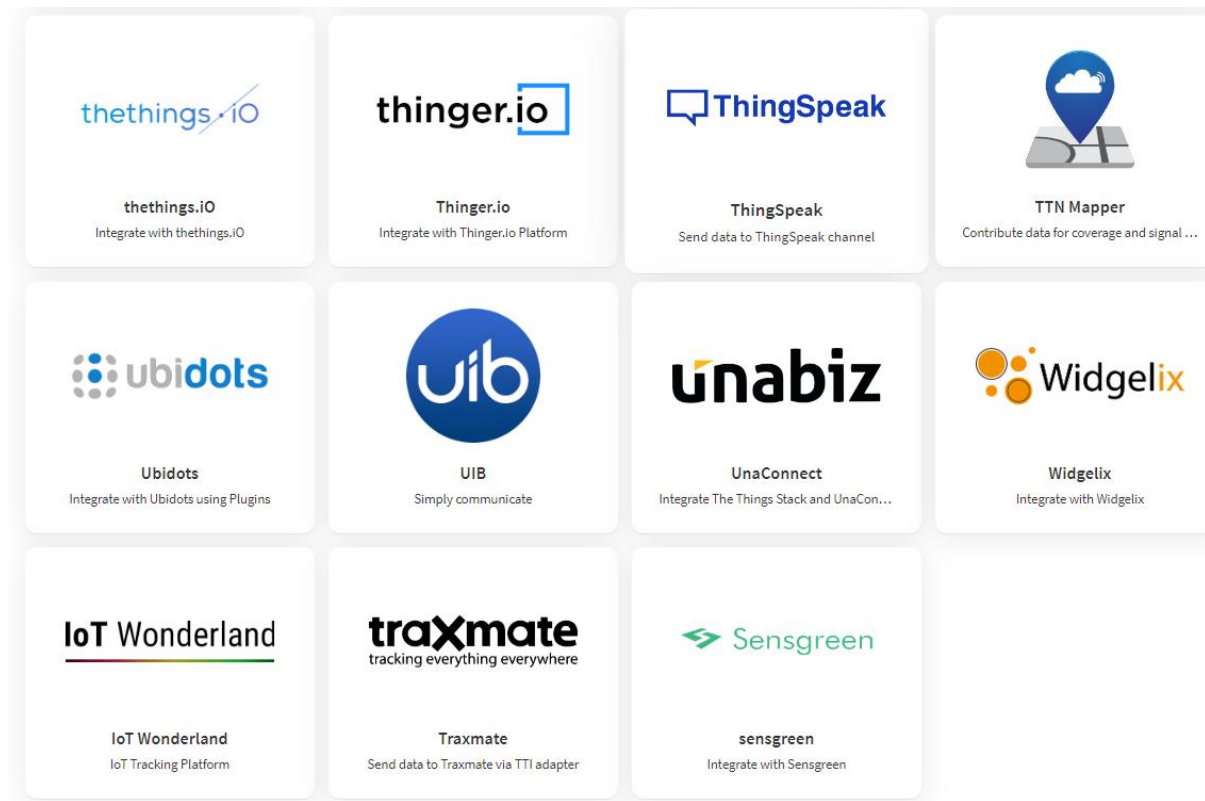 thethings.iO
thethings.iO
Integrate with thethings.iO
thinger.io
Thinger.io
Integrate with Thinger.io Platform
ThingSpeak
ThingSpeak
Send data to ThingSpeak channel
TTN Mapper
Contribute data for coverage and signal ...
ubidots
Ubidots
Integrate with Ubidots using Plugins
uib
UIB
Simply communicate
unabiz
UnaConnect
Integrate The Things Stack and UnaCon...
Widgelix
Widgelix
Integrate with Widgelix
IoT Wonderland
IoT Wonderland
IoT Tracking Platform
traxmate
tracking everything everywhere
Traxmate
Send data to Traxmate via TTI adapter
Sensgreen
sensgreen
Integrate with Sensgreen